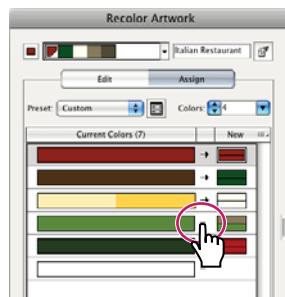 Recolor Artwork
Italian Restaurant
Edit Assign
Preset: Custom Colors: 4
Current Colors (7) New